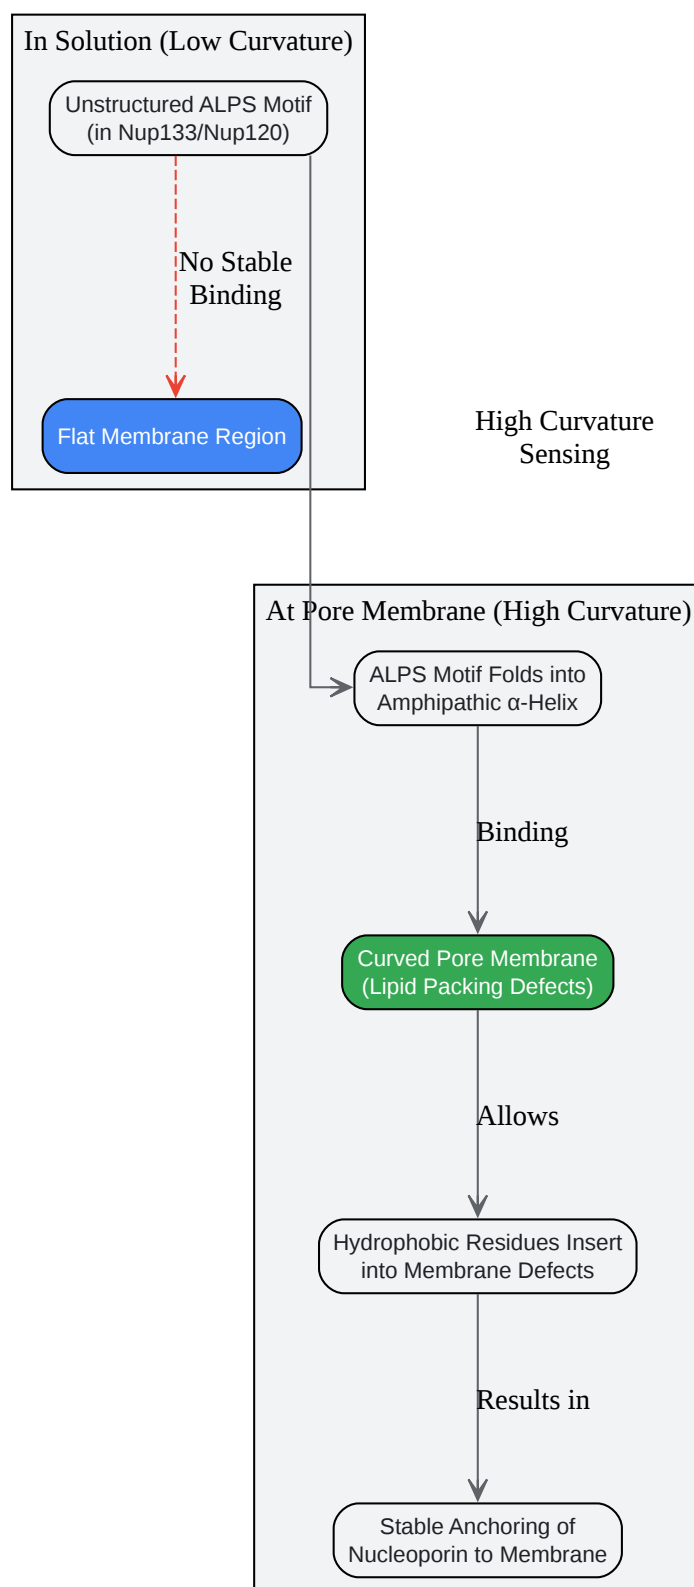 In Solution (Low Curvature)
Unstructured ALPS Motif
(in Nup133/Nup120)
No Stable
Binding
Flat Membrane Region
High Curvature
Sensing
At Pore Membrane (High Curvature)
ALPS Motif Folds into
Amphipathic α-Helix
Binding
Curved Pore Membrane
(Lipid Packing Defects)
Allows
Hydrophobic Residues Insert
into Membrane Defects
Results in
Stable Anchoring of
Nucleoporin to Membrane